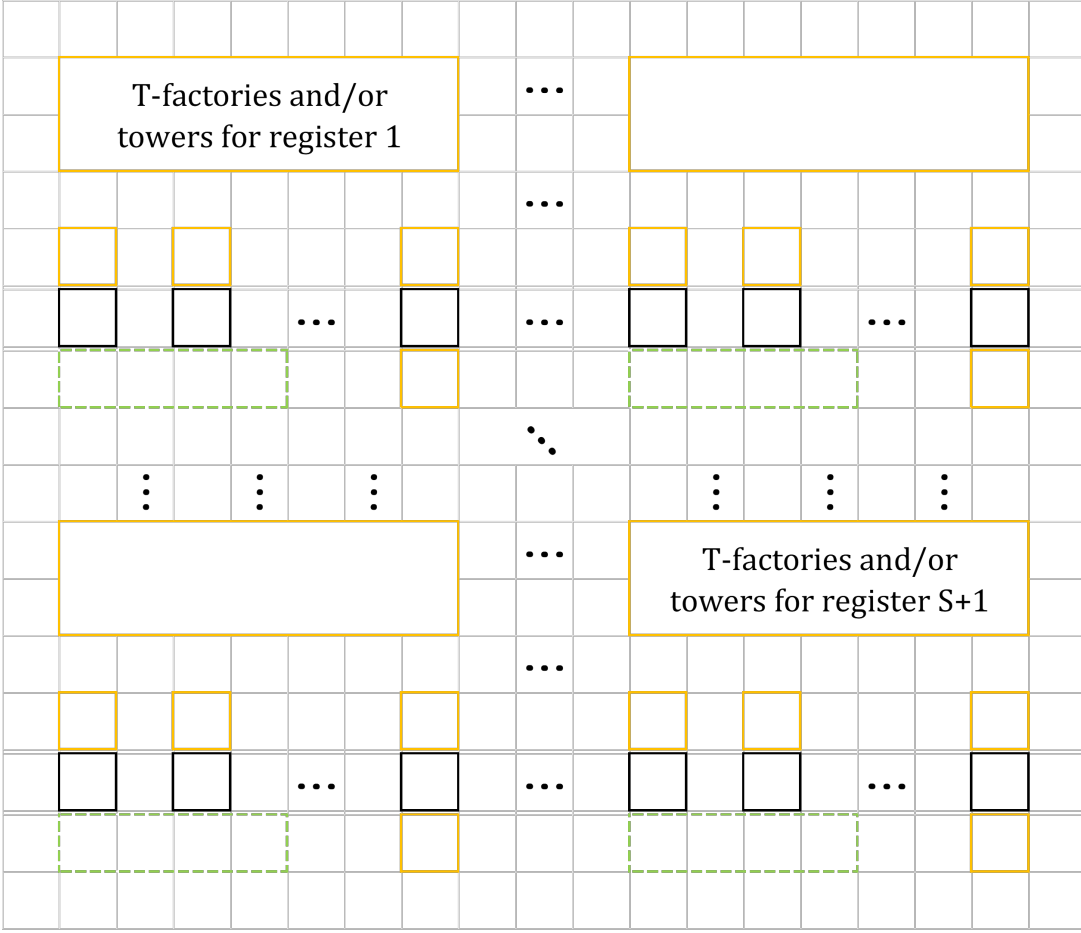 T-factories and/or
towers for register 1
T-factories and/or
towers for register S+1